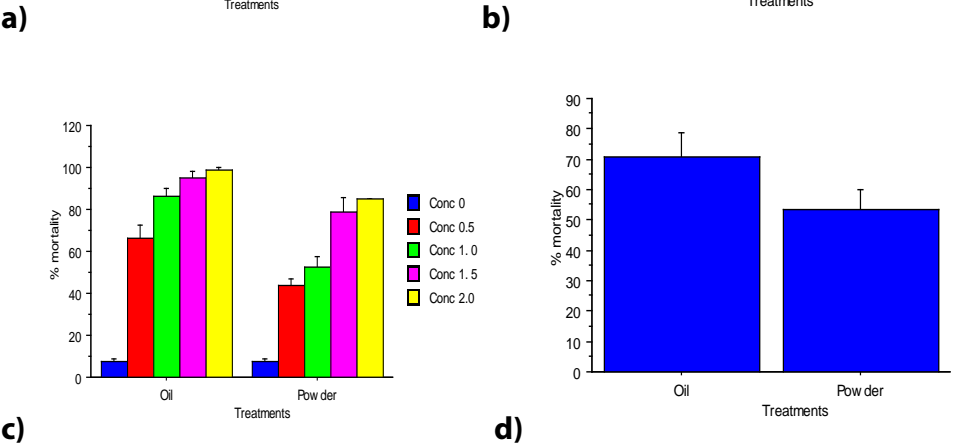 Treatments
Treatments
a)
b)
120
100
80
60
40
20
0
% mortality
Oil
Pow der
Treatments
Conc 0
Conc 0.5
Conc 1. 0
Conc 1. 5
Conc 2.0
90
80
70
60
50
40
30
20
10
0
% mortality
Oil
Pow der
Treatments
c)
d)